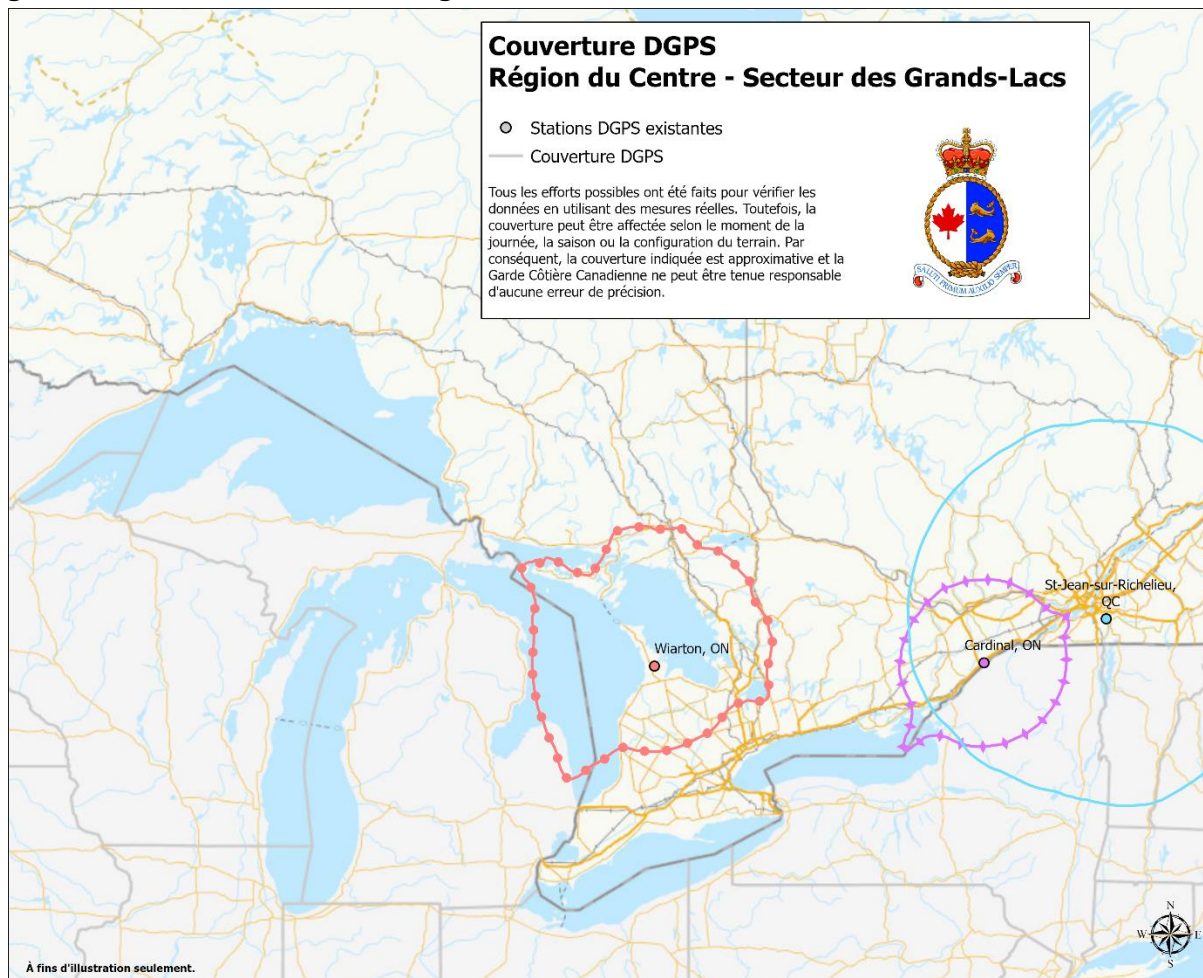 Couverture DGPS
Région du Centre - Secteur des Grands-Lacs
Stations DGPS existantes
Couverture DGPS
Tous les efforts possibles ont été faits pour vérifier les
données en utilisant des mesures réelles. Toutefois, la
couverture peut être affectée selon le moment de la
journée, la saison ou la configuration du terrain. Par
conséquent, la couverture indiquée est approximative et la
Garde Côtière Canadienne ne peut être tenue responsable
d'aucune erreur de précision.
SALUTI PRIMUM AUXILIO SEMPER
St-Jean-sur-Richelieu,
QC
Wiarton, ON
Cardinal, ON
N
W E
S
À fins d'illustration seulement.